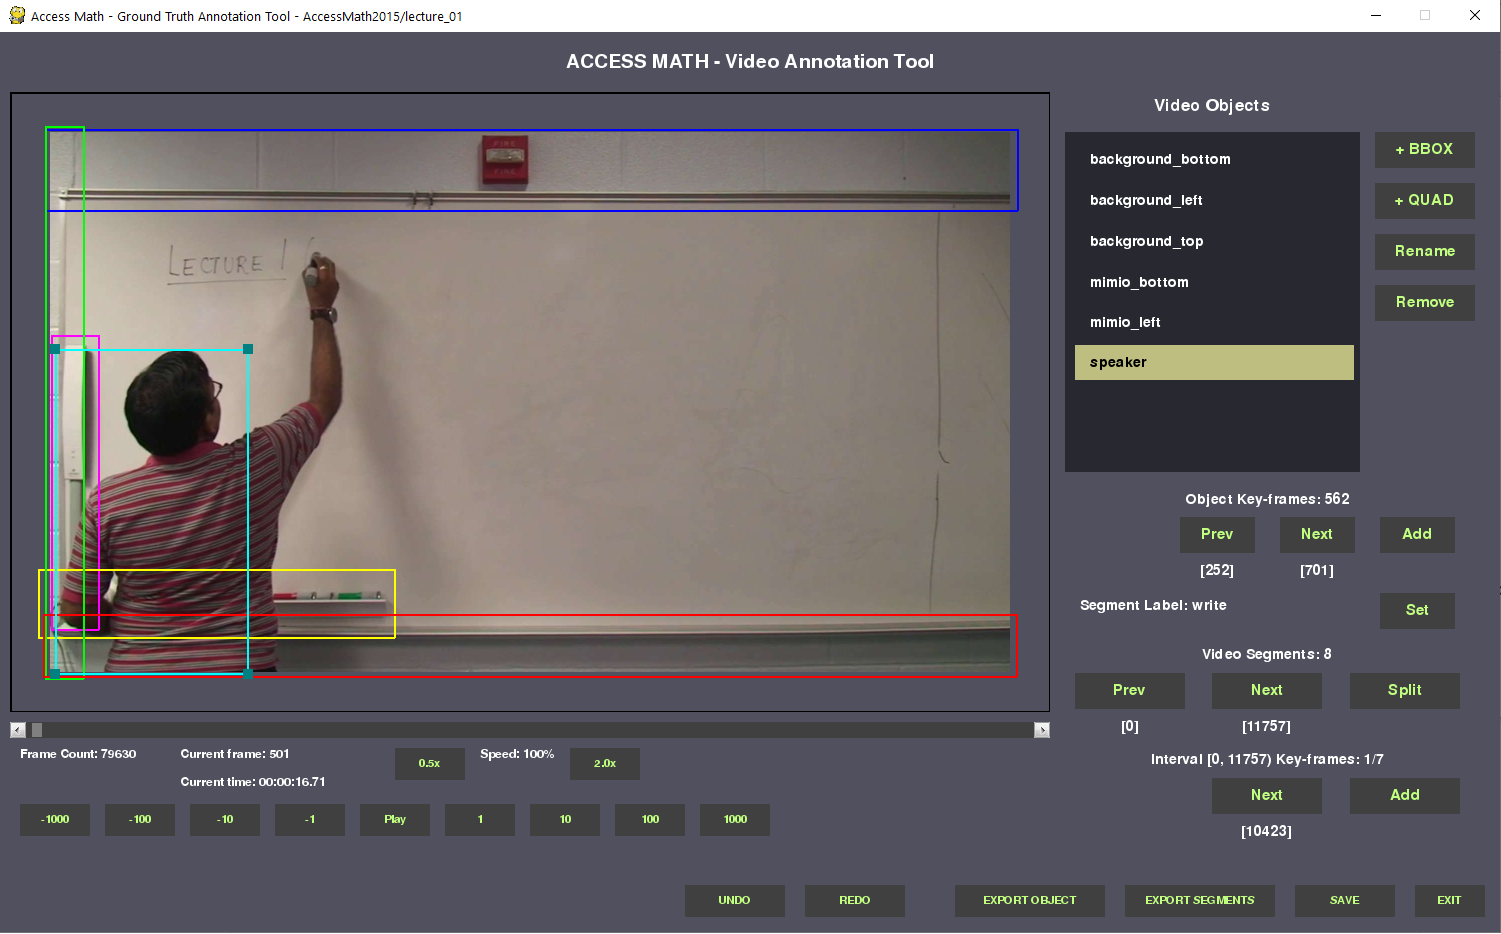 Access Math - Ground Truth Annotation Tool - AccessMath2015/lecture_01
ACCESS MATH - Video Annotation Tool
FIRE
FIRE
LECTURE 1
Video Objects
background_bottom
background_left
background_top
mimio_bottom
mimio_left
speaker
+ BBOX
+ QUAD
Rename
Remove
Object Key-frames: 562
Prev Next Add
[252] [701]
Segment Label: write Set
Video Segments: 8
Prev Next Split
[0] [11757]
Interval [0, 11757) Key-frames: 1/7
Next Add
[10423]
Frame Count: 79630 Current frame: 501 0.5x Speed: 100% 2.0x
Current time: 00:00:16.71
-1000 -100 -10 -1 Play 1 10 100 1000
UNDO REDO EXPORT OBJECT EXPORT SEGMENTS SAVE EXIT